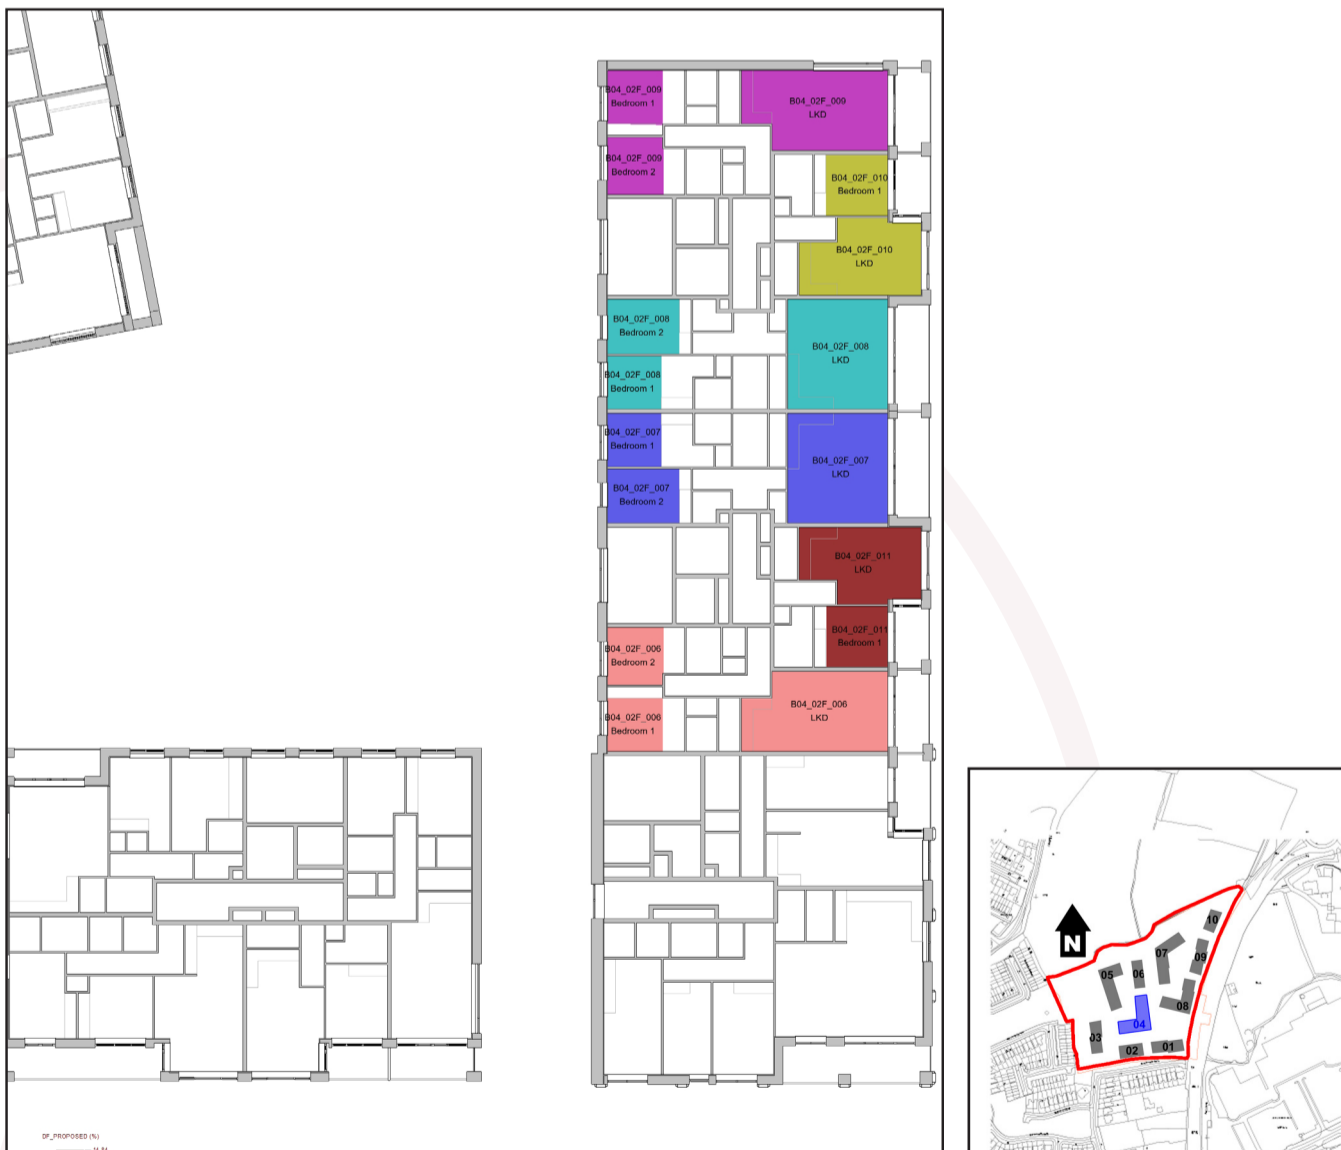 B04_02F_009
Bedroom 1
B04_02F_009
LKD
B04_02F_009
Bedroom 2
B04_02F_010
Bedroom 1
B04_02F_010
LKD
B04_02F_008
Bedroom 2
B04_02F_008
LKD
B04_02F_008
Bedroom 1
B04_02F_007
Bedroom 1
B04_02F_007
LKD
B04_02F_007
Bedroom 2
B04_02F_011
LKD
B04_02F_011
Bedroom 1
B04_02F_006
Bedroom 2
B04_02F_006
LKD
B04_02F_006
Bedroom 1
DF_PROPOSED (%)
N
10
07
09
06
05
08
04
03
02
01